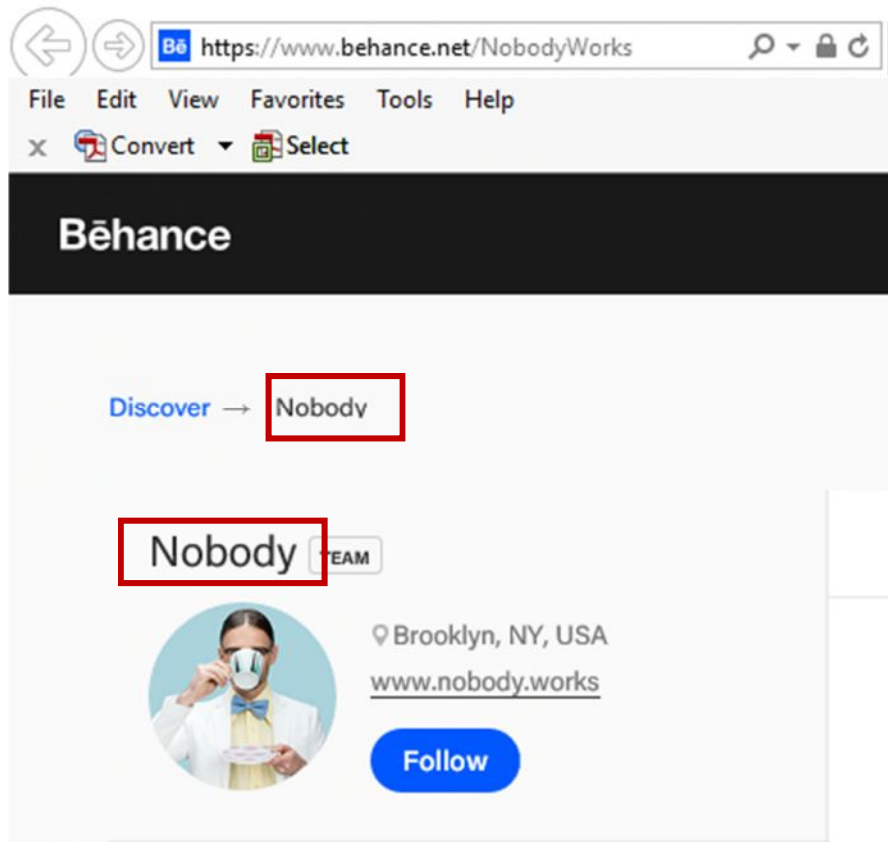 Bē https://www.behance.net/NobodyWorks
File Edit View Favorites Tools Help
x Convert Select
Bēhance
Discover → Nobody
Nobody TEAM
Brooklyn, NY, USA
www.nobody.works
Follow